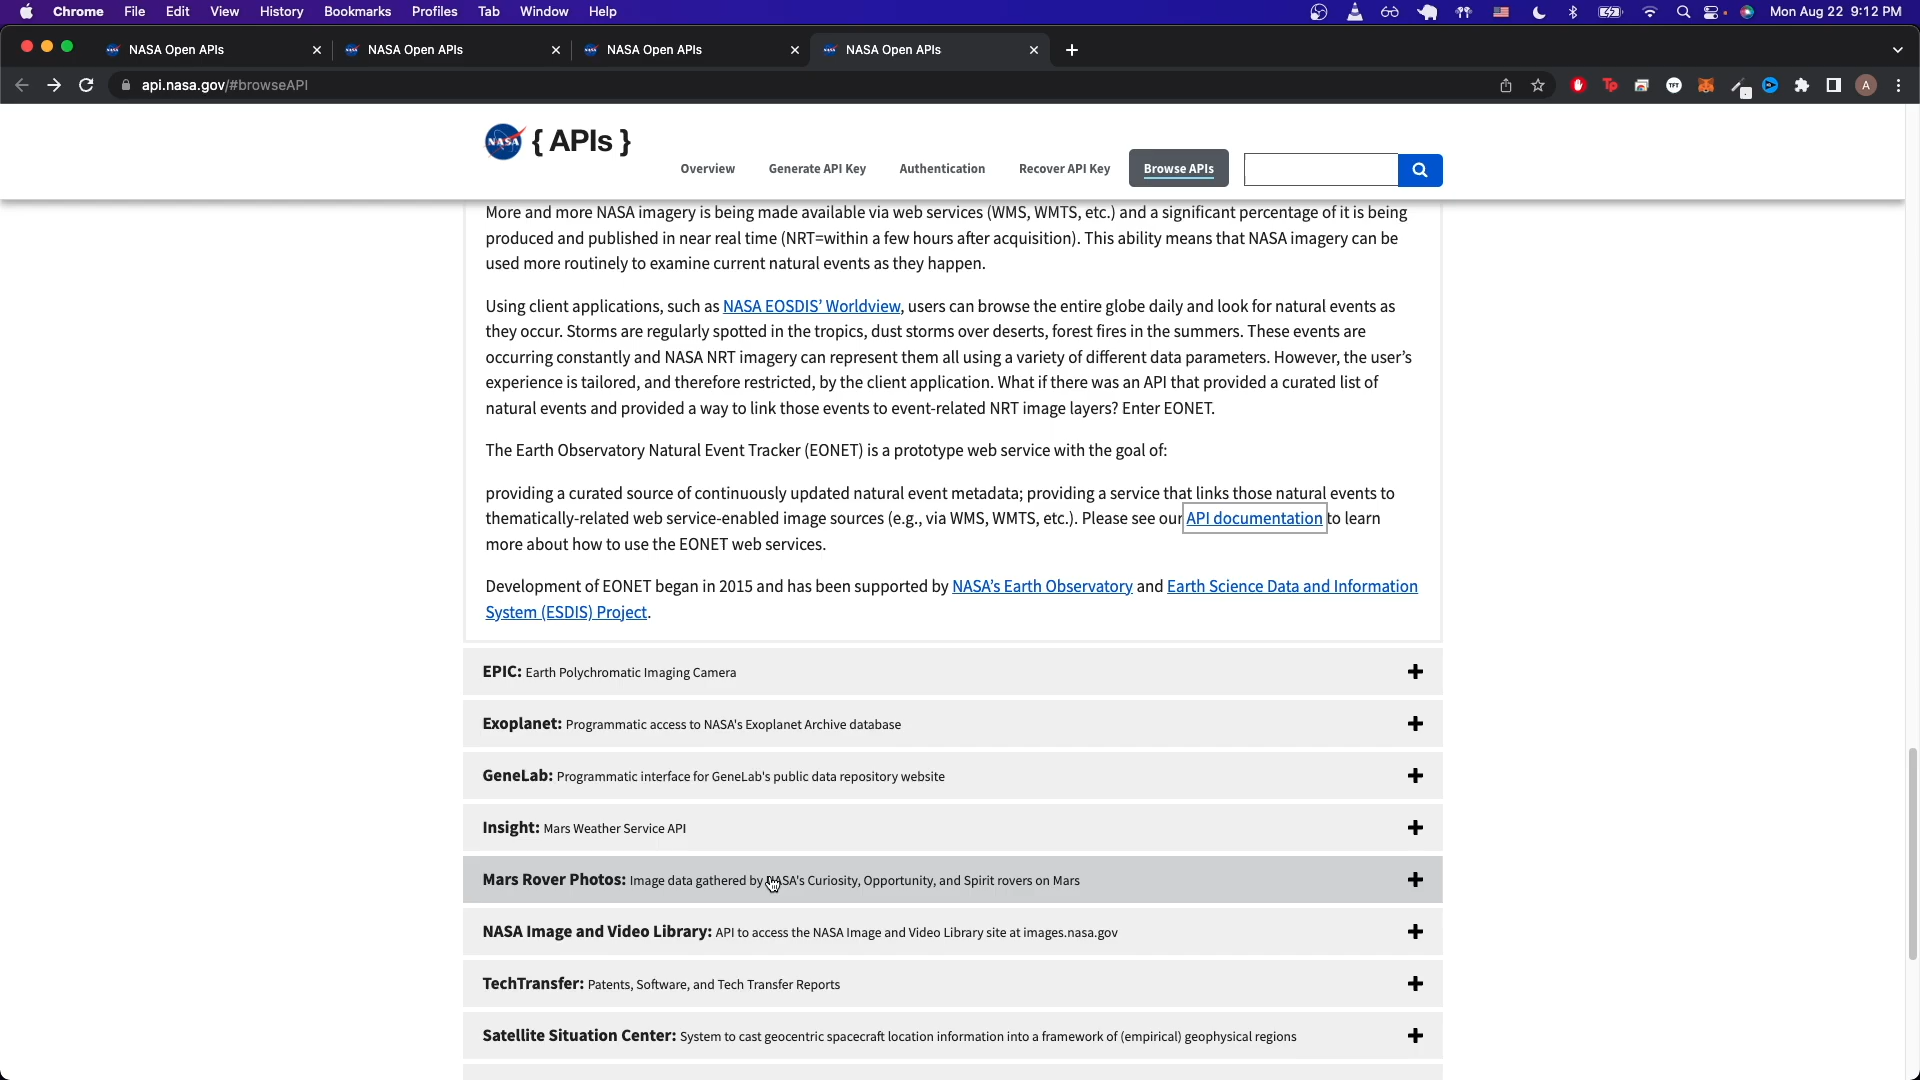 Chrome File Edit View History Bookmarks Profiles Tab Window Help Mon Aug 22 9:12 PM
NASA Open APIs NASA Open APIs NASA Open APIs NASA Open APIs
api.nasa.gov/#browseAPI
NASA { APIs }
Overview Generate API Key Authentication Recover API Key Browse APIs
More and more NASA imagery is being made available via web services (WMS, WMTS, etc.) and a significant percentage of it is being
produced and published in near real time (NRT=within a few hours after acquisition). This ability means that NASA imagery can be
used more routinely to examine current natural events as they happen.
Using client applications, such as NASA EOSDIS’ Worldview, users can browse the entire globe daily and look for natural events as
they occur. Storms are regularly spotted in the tropics, dust storms over deserts, forest fires in the summers. These events are
occurring constantly and NASA NRT imagery can represent them all using a variety of different data parameters. However, the user’s
experience is tailored, and therefore restricted, by the client application. What if there was an API that provided a curated list of
natural events and provided a way to link those events to event-related NRT image layers? Enter EONET.
The Earth Observatory Natural Event Tracker (EONET) is a prototype web service with the goal of:
providing a curated source of continuously updated natural event metadata; providing a service that links those natural events to
thematically-related web service-enabled image sources (e.g., via WMS, WMTS, etc.). Please see our API documentation to learn
more about how to use the EONET web services.
Development of EONET began in 2015 and has been supported by NASA’s Earth Observatory and Earth Science Data and Information
System (ESDIS) Project.
EPIC: Earth Polychromatic Imaging Camera
Exoplanet: Programmatic access to NASA's Exoplanet Archive database
GeneLab: Programmatic interface for GeneLab's public data repository website
Insight: Mars Weather Service API
Mars Rover Photos: Image data gathered by NASA's Curiosity, Opportunity, and Spirit rovers on Mars
NASA Image and Video Library: API to access the NASA Image and Video Library site at images.nasa.gov
TechTransfer: Patents, Software, and Tech Transfer Reports
Satellite Situation Center: System to cast geocentric spacecraft location information into a framework of (empirical) geophysical regions